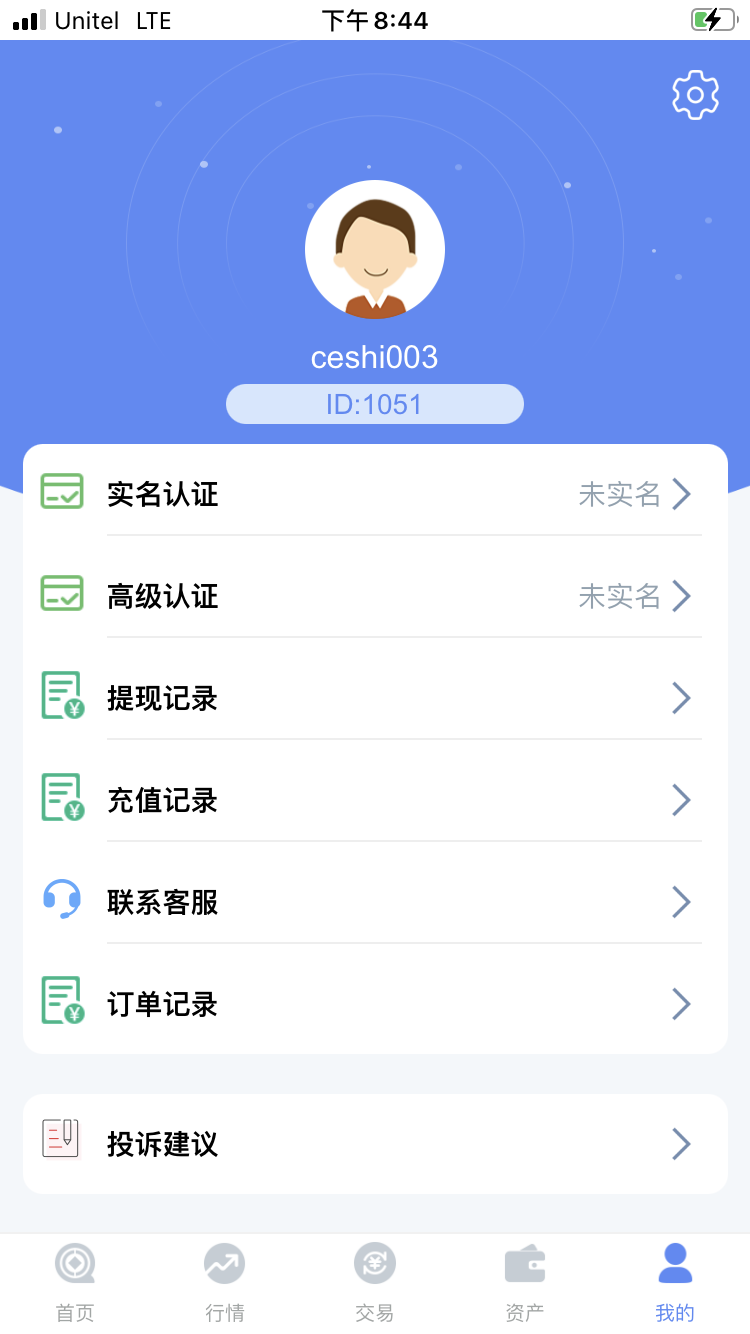 Unitel LTE 下午8:44
ceshi003
ID:1051
实名认证 未实名
高级认证 未实名
提现记录
充值记录
联系客服
订单记录
投诉建议
首页 行情 交易 资产 我的